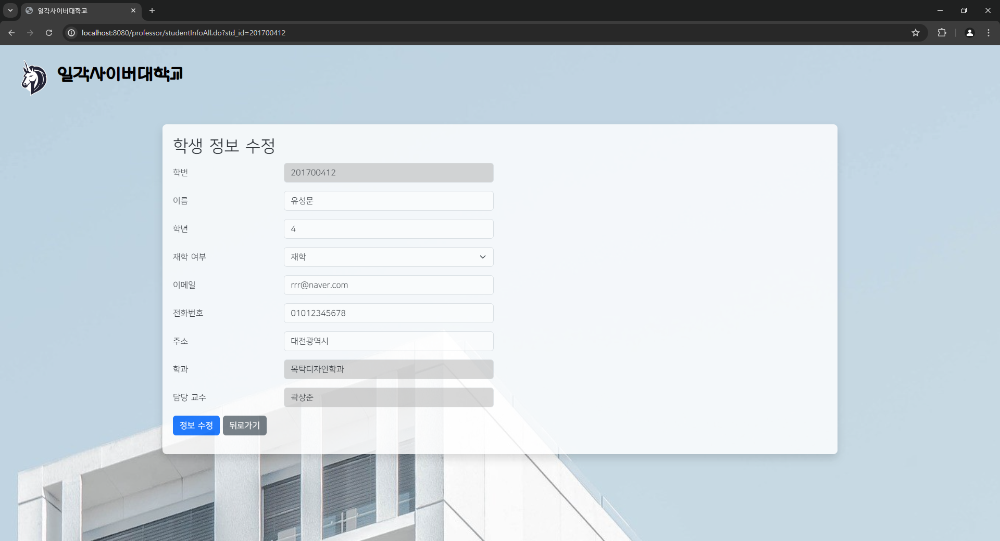 일각사이버대학교
localhost:8080/professor/studentInfoAll.do?std_id=201700412
일각사이버대학교
학생 정보 수정
학번 201700412
이름 유성문
학년 4
재학 여부 재학
이메일 rrr@naver.com
전화번호 01012345678
주소 대전광역시
학과 목탁디자인학과
담당 교수 곽상준
정보 수정 뒤로가기